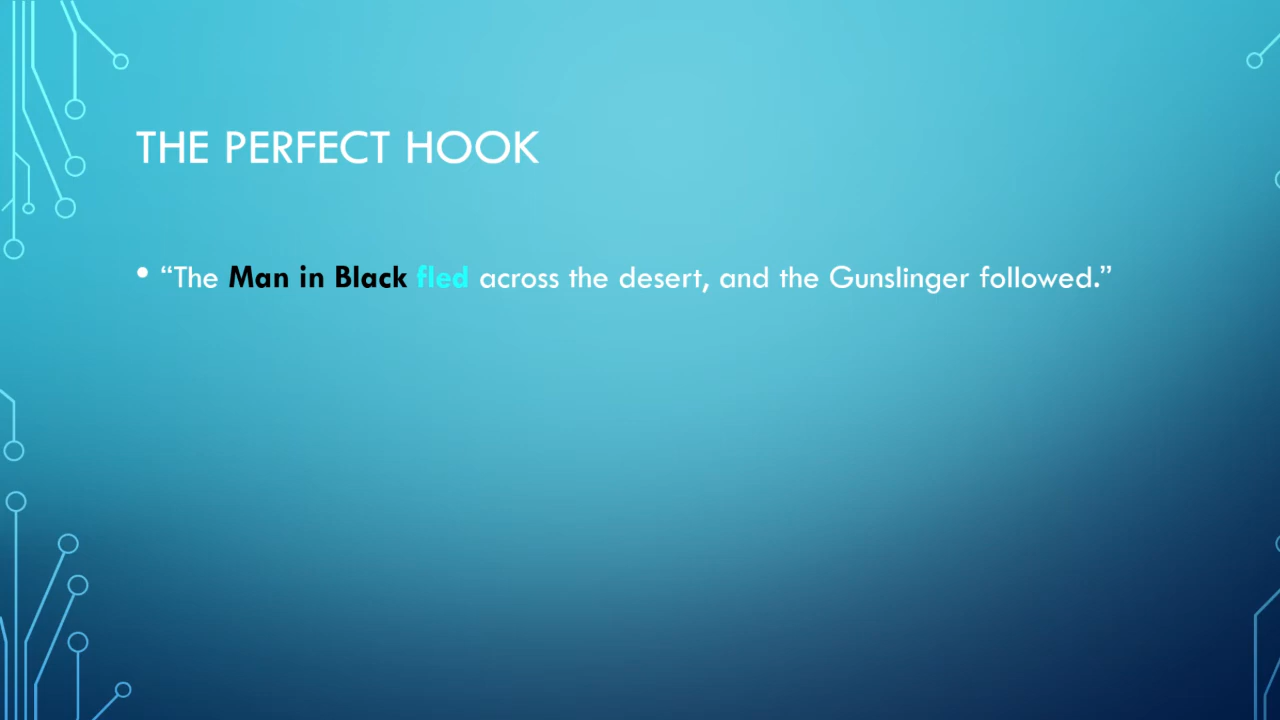 THE PERFECT HOOK
• “The Man in Black fled across the desert, and the Gunslinger followed.”